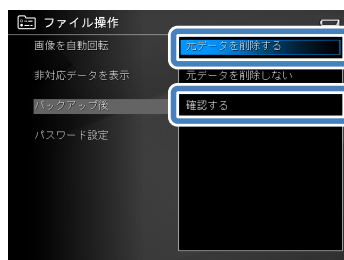 ファイル操作
画像を自動回転
元データを削除する
非対応データを表示
元データを削除しない
バックアップ後
確認する
パスワード設定